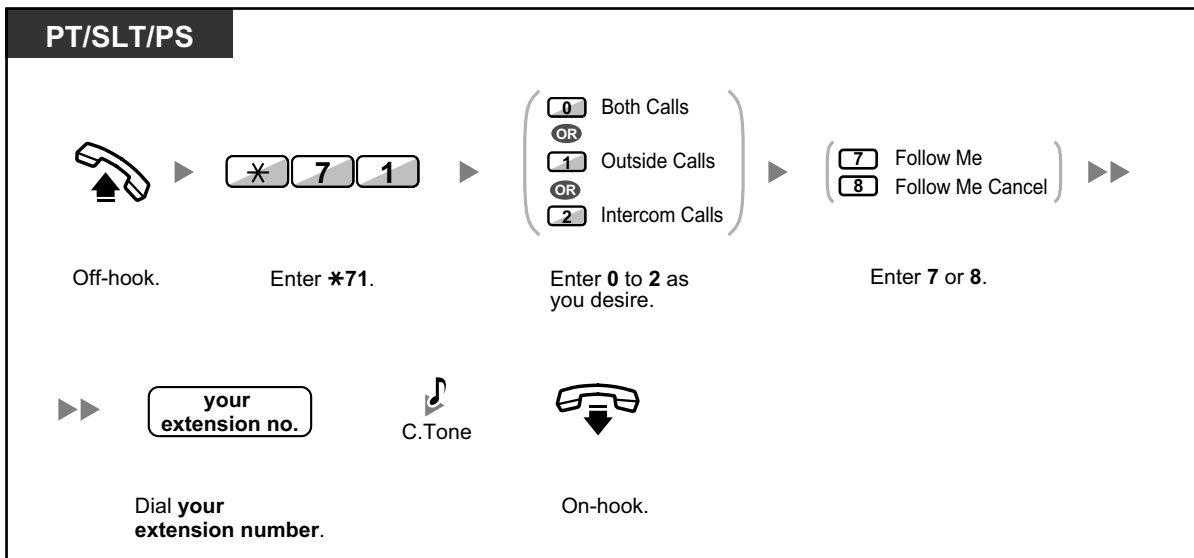 PT/SLT/PS
0 Both Calls
OR
1 Outside Calls
OR
2 Intercom Calls
7 Follow Me
8 Follow Me Cancel
* 7 1
Off-hook.
Enter *71.
Enter 0 to 2 as
you desire.
Enter 7 or 8.
your
extension no.
C.Tone
Dial your
extension number.
On-hook.